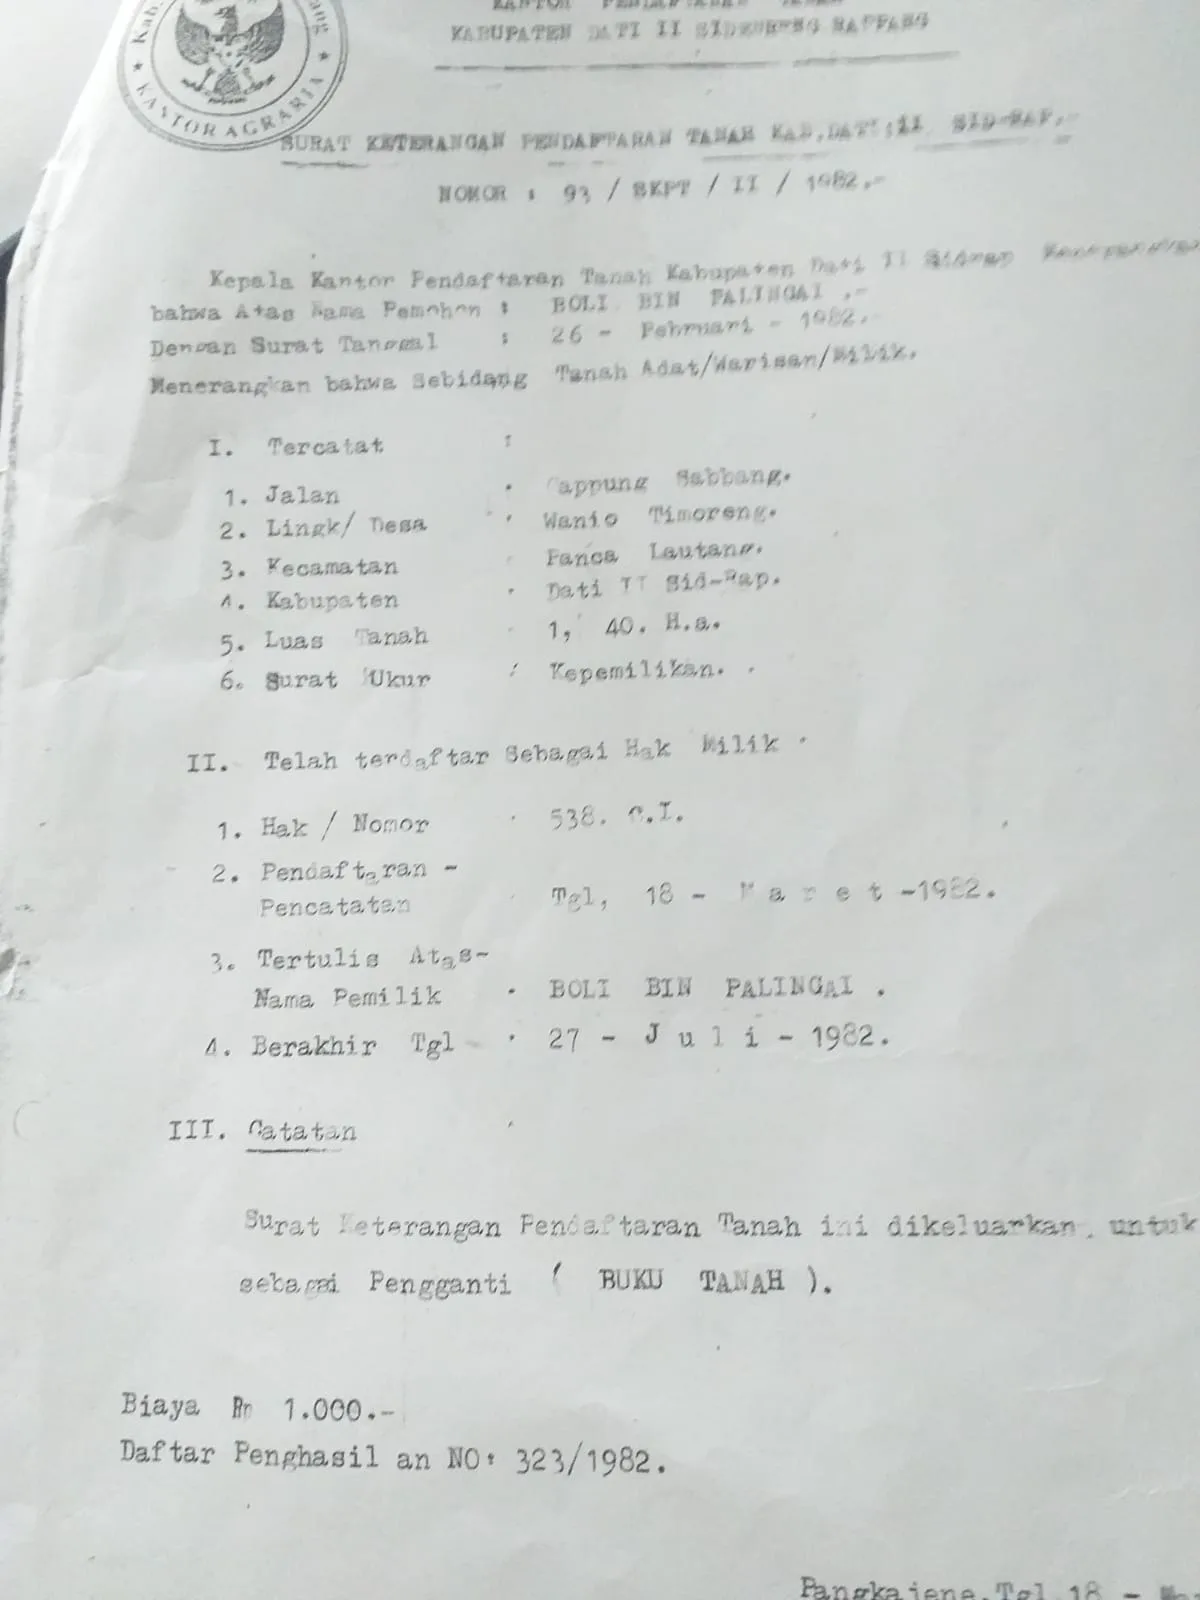 Kab.
ang
★ KANTOR AGRARIA ★
KANTOR PENDAFTARAN TANAH
KABUPATEN DATI II SIDENRENG RAPPANG
SURAT KETERANGAN PENDAFTARAN TANAH KAB.DATI II SID-RAP.-
NOMOR : 93 / SKPT / II / 1982.-
Kepala Kantor Pendaftaran Tanah Kabupaten Dati II Sidrap
bahwa Atas Nama Pemohon : BOLI BIN PALINGAI .-
Dengan Surat Tanggal : 26 - Pebruari - 1982.-
Menerangkan bahwa Sebidang Tanah Adat/Warisan/Milik.
I. Tercatat :
1. Jalan : Cappung Sabbang.
2. Lingk/ Desa : Wanio Timoreng.
3. Kecamatan : Panca Lautang.
4. Kabupaten : Dati II Sid-Rap.
5. Luas Tanah : 1, 40. H.a.
6. Surat Ukur : Kepemilikan.
II. Telah terdaftar Sebagai Hak Milik .
1. Hak / Nomor : 538. C.I.
2. Pendaftaran -
Pencatatan : Tgl, 18 - M a r e t -1982.
3. Tertulis Atas-
Nama Pemilik : BOLI BIN PALINGAI .
4. Berakhir Tgl : 27 - J u l i - 1982.
III. Catatan :
Surat Keterangan Pendaftaran Tanah ini dikeluarkan, untuk
sebagai Pengganti ( BUKU TANAH ).
Biaya Rp 1.000.-
Daftar Penghasil an NO: 323/1982.
Pangkajene,Tgl 18 -